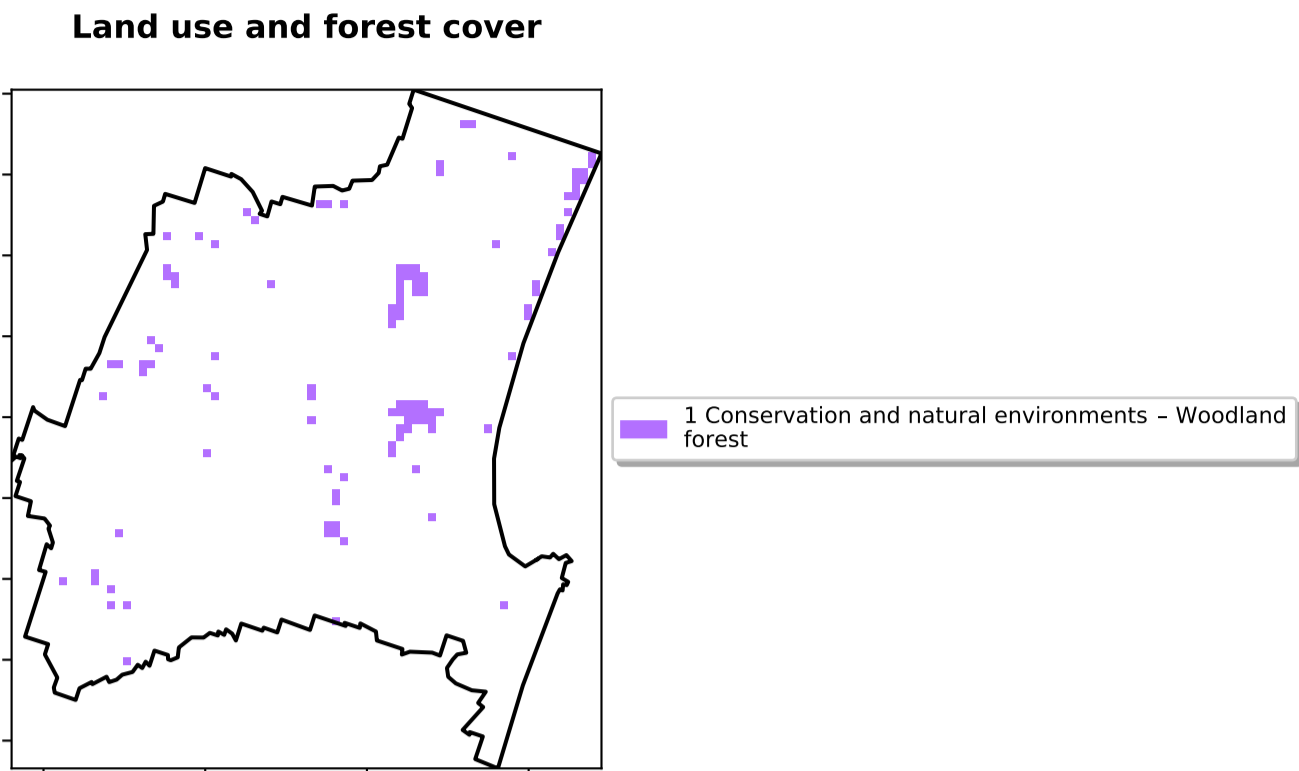 Land use and forest cover
1 Conservation and natural environments – Woodland
forest